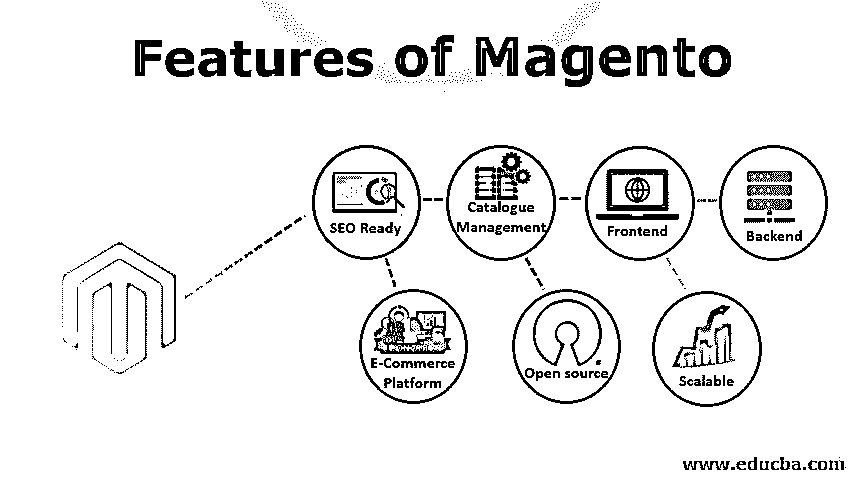 Features of Magento
SEO Ready
Catalogue
Management
Frontend
Backend
E-Commerce
Platform
Open source
Scalable
www.educba.com